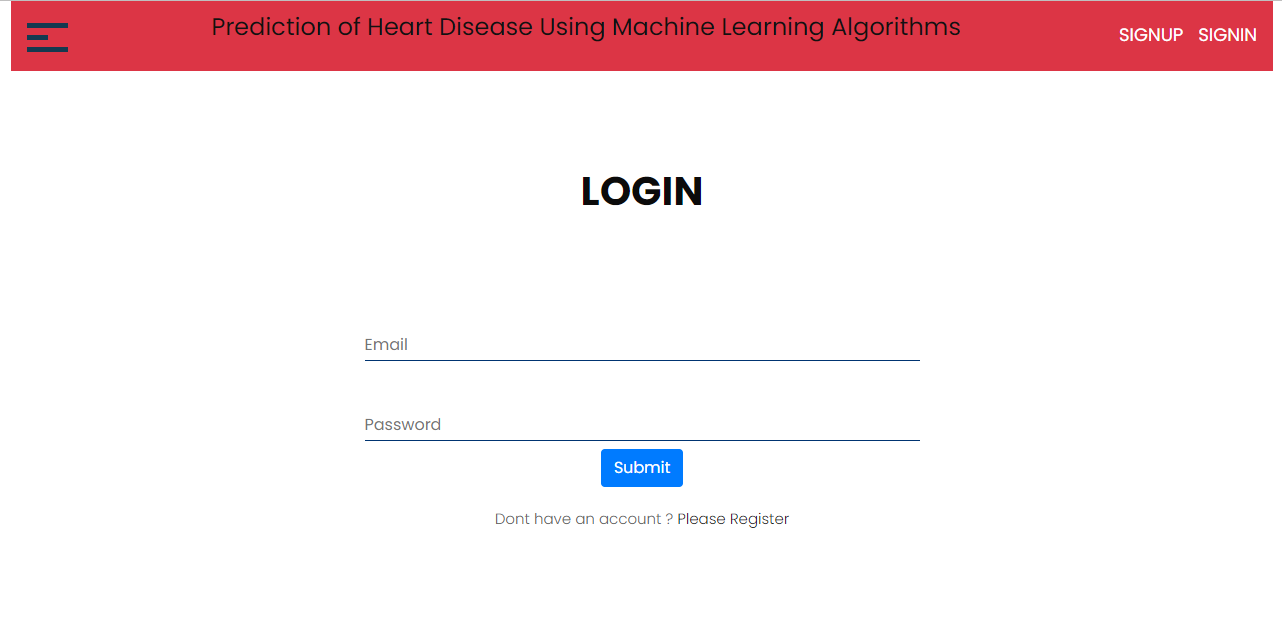 Prediction of Heart Disease Using Machine Learning Algorithms
SIGNUP SIGNIN
LOGIN
Email
Password
Submit
Dont have an account ? Please Register